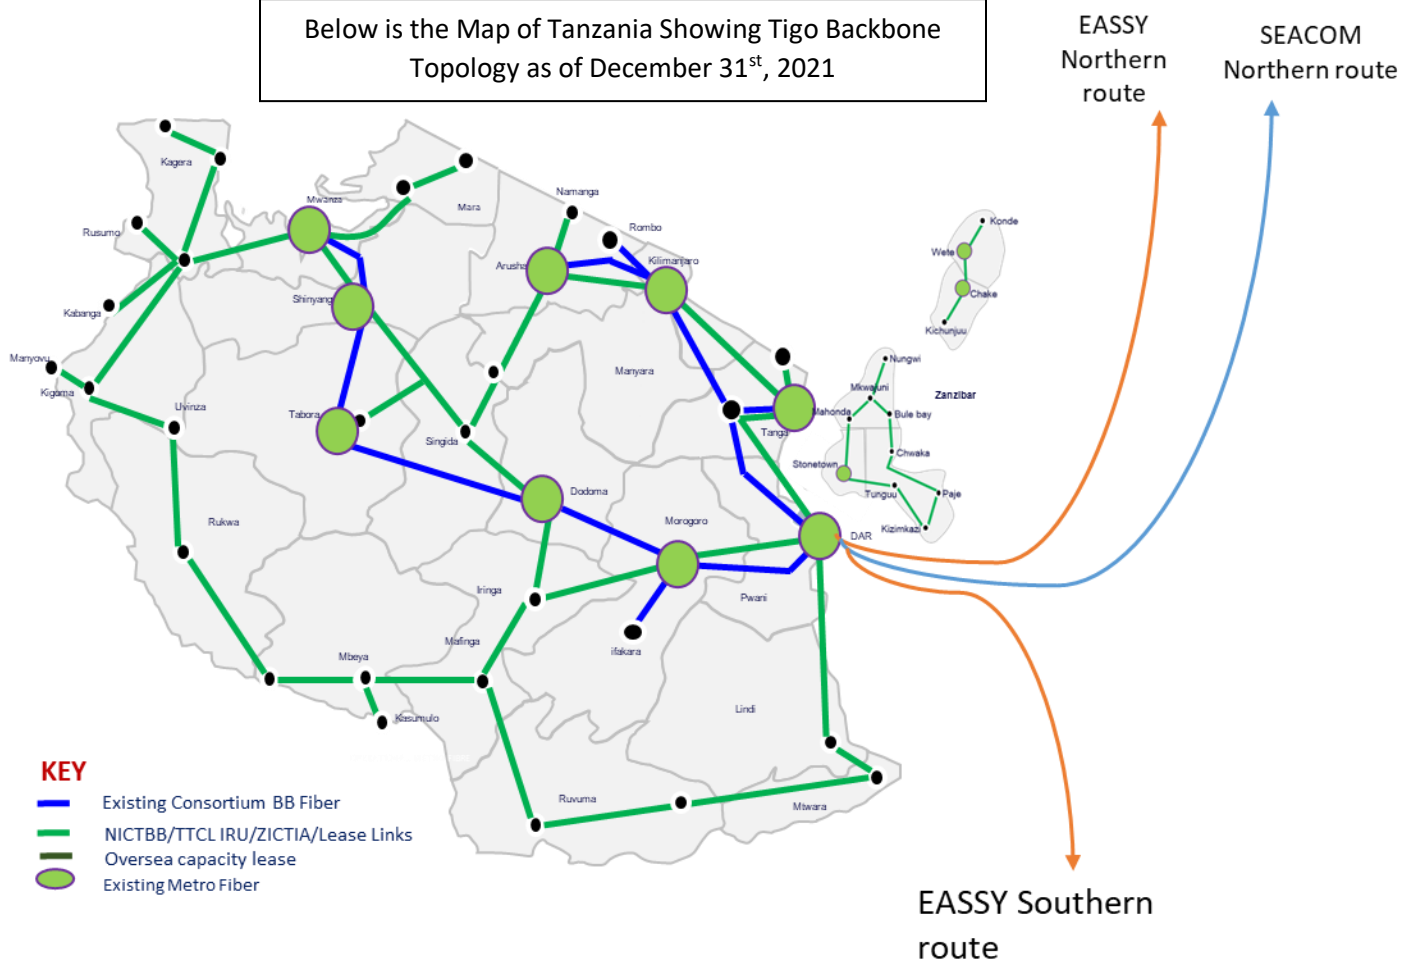 Below is the Map of Tanzania Showing Tigo Backbone
Topology as of December 31st, 2021
EASSY
Northern
route
SEACOM
Northern route
Kagera
Rusumo
Mwanza
Mara
Namanga
Rombo
Arusha
Kilimanjaro
Konde
Wete
Chake
Kichunjuu
Kabanga
Shinyang
Manyovu
Kigoma
Uvinza
Tabora
Singida
Manyara
Tanga
Nungwi
Mkwajuni
Zanzibar
Mahonda
Bule bay
Chwaka
Stonetown
Tunguu
Paje
Kizimkazi
Dodoma
Rukwa
Morogoro
DAR
Iringa
Pwani
Mafinga
ifakara
Mbeya
Kasumulo
Lindi
Ruvuma
Mtwara
KEY
Existing Consortium BB Fiber
NICTBB/TTCL IRU/ZICTIA/Lease Links
Oversea capacity lease
Existing Metro Fiber
EASSY Southern
route